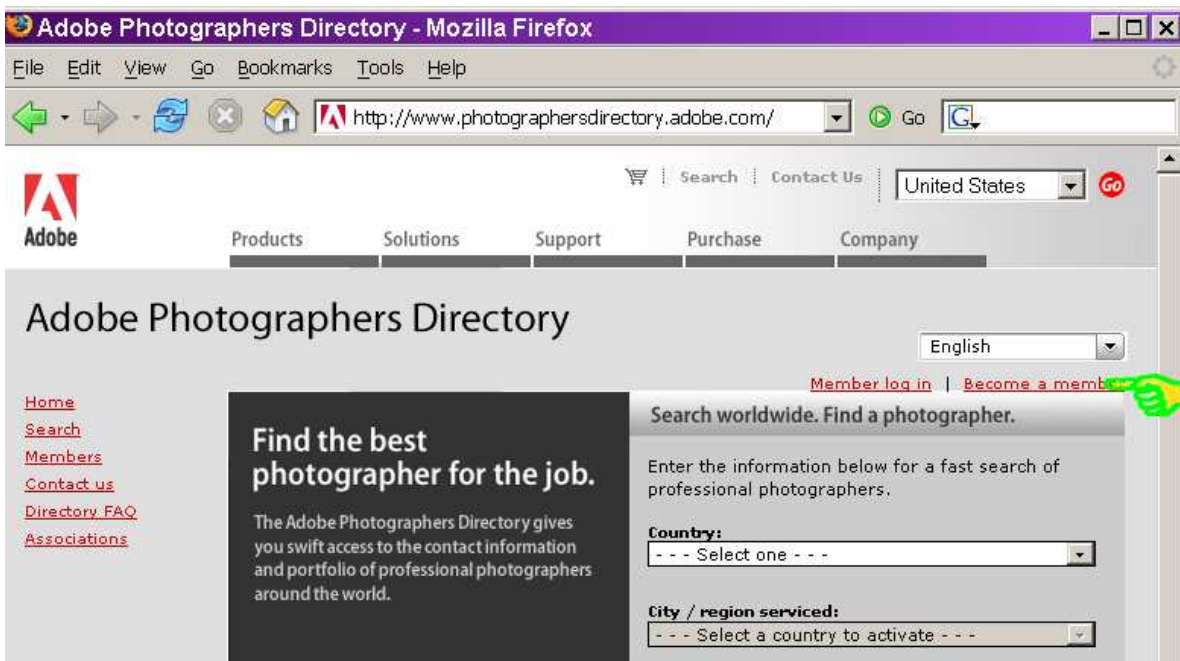 Adobe Photographers Directory - Mozilla Firefox
File Edit View Go Bookmarks Tools Help
http://www.photographersdirectory.adobe.com/ Go G
Search Contact Us United States Go
Adobe
Products Solutions Support Purchase Company
Adobe Photographers Directory
English
Member log in | Become a member
Home
Search
Members
Contact us
Directory FAQ
Associations
Find the best
photographer for the job.
The Adobe Photographers Directory gives
you swift access to the contact information
and portfolio of professional photographers
around the world.
Search worldwide. Find a photographer.
Enter the information below for a fast search of
professional photographers.
Country:
- - - Select one - - -
City / region serviced:
- - - Select a country to activate - - -